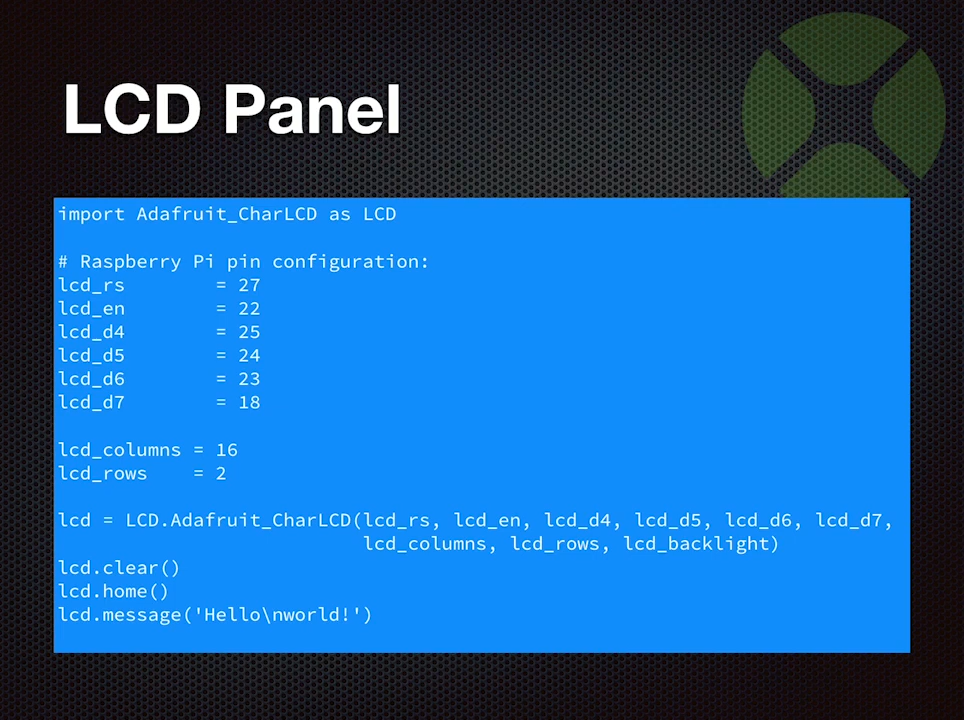 LCD Panel
import Adafruit_CharLCD as LCD
# Raspberry Pi pin configuration:
lcd_rs        = 27
lcd_en        = 22
lcd_d4        = 25
lcd_d5        = 24
lcd_d6        = 23
lcd_d7        = 18
lcd_columns = 16
lcd_rows    = 2
lcd = LCD.Adafruit_CharLCD(lcd_rs, lcd_en, lcd_d4, lcd_d5, lcd_d6, lcd_d7,
                           lcd_columns, lcd_rows, lcd_backlight)
lcd.clear()
lcd.home()
lcd.message('Hello\nworld!')